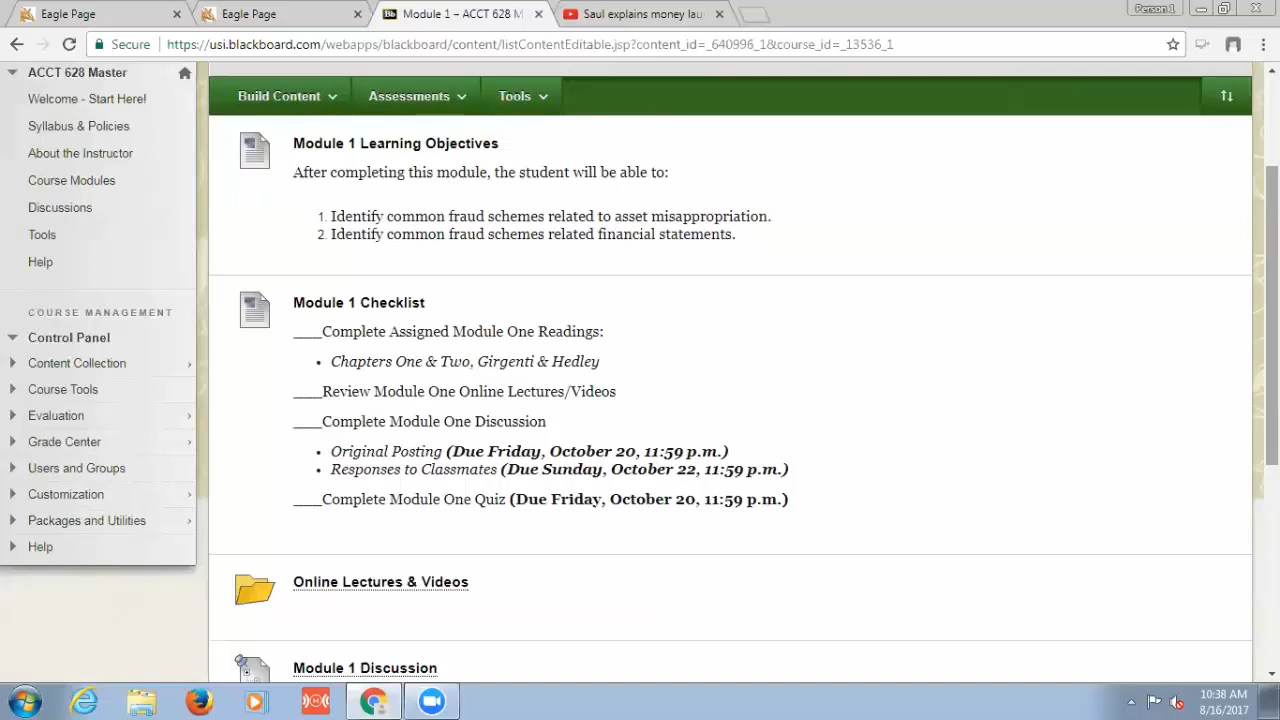 Eagle Page
Eagle Page
Module 1 – ACCT 628 M
Saul explains money lau
Person 1
Secure
https://usi.blackboard.com/webapps/blackboard/content/listContentEditable.jsp?content_id=_640996_1&course_id=_13536_1
ACCT 628 Master
Welcome - Start Here!
Syllabus & Policies
About the Instructor
Course Modules
Discussions
Tools
Help
COURSE MANAGEMENT
Control Panel
Content Collection
Course Tools
Evaluation
Grade Center
Users and Groups
Customization
Packages and Utilities
Help
Build Content
Assessments
Tools
Module 1 Learning Objectives
After completing this module, the student will be able to:
1. Identify common fraud schemes related to asset misappropriation.
2. Identify common fraud schemes related financial statements.
Module 1 Checklist
____Complete Assigned Module One Readings:
• Chapters One & Two, Girgenti & Hedley
____Review Module One Online Lectures/Videos
____Complete Module One Discussion
• Original Posting (Due Friday, October 20, 11:59 p.m.)
• Responses to Classmates (Due Sunday, October 22, 11:59 p.m.)
____Complete Module One Quiz (Due Friday, October 20, 11:59 p.m.)
Online Lectures & Videos
Module 1 Discussion
10:38 AM
8/16/2017